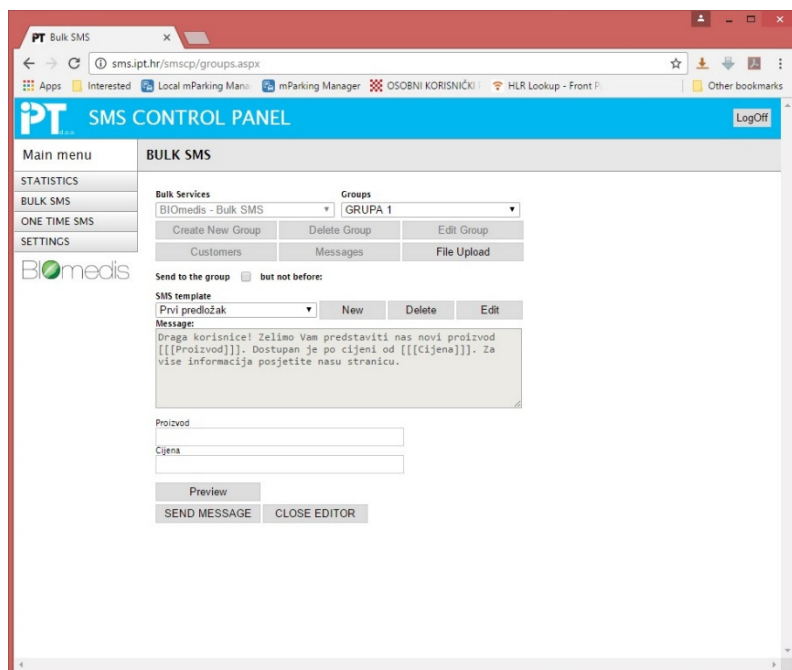 PT Bulk SMS
sms.ipt.hr/smscp/groups.aspx
Apps Interested Local mParking Mana mParking Manager OSOBNI KORISNIČKI HLR Lookup - Front P Other bookmarks
PT d.o.o. SMS CONTROL PANEL LogOff
Main menu BULK SMS
STATISTICS
BULK SMS
ONE TIME SMS
SETTINGS
BIOmedis
Bulk Services Groups
BIOmedis - Bulk SMS GRUPA 1
Create New Group Delete Group Edit Group
Customers Messages File Upload
Send to the group but not before:
SMS template
Prvi predložak New Delete Edit
Message:
Draga korisnice! Zelimo Vam predstaviti nas novi proizvod
[[[Proizvod]]]. Dostupan je po cijeni od [[[Cijena]]]. Za
vise informacija posjetite nasu stranicu.
Proizvod
Cijena
Preview
SEND MESSAGE CLOSE EDITOR